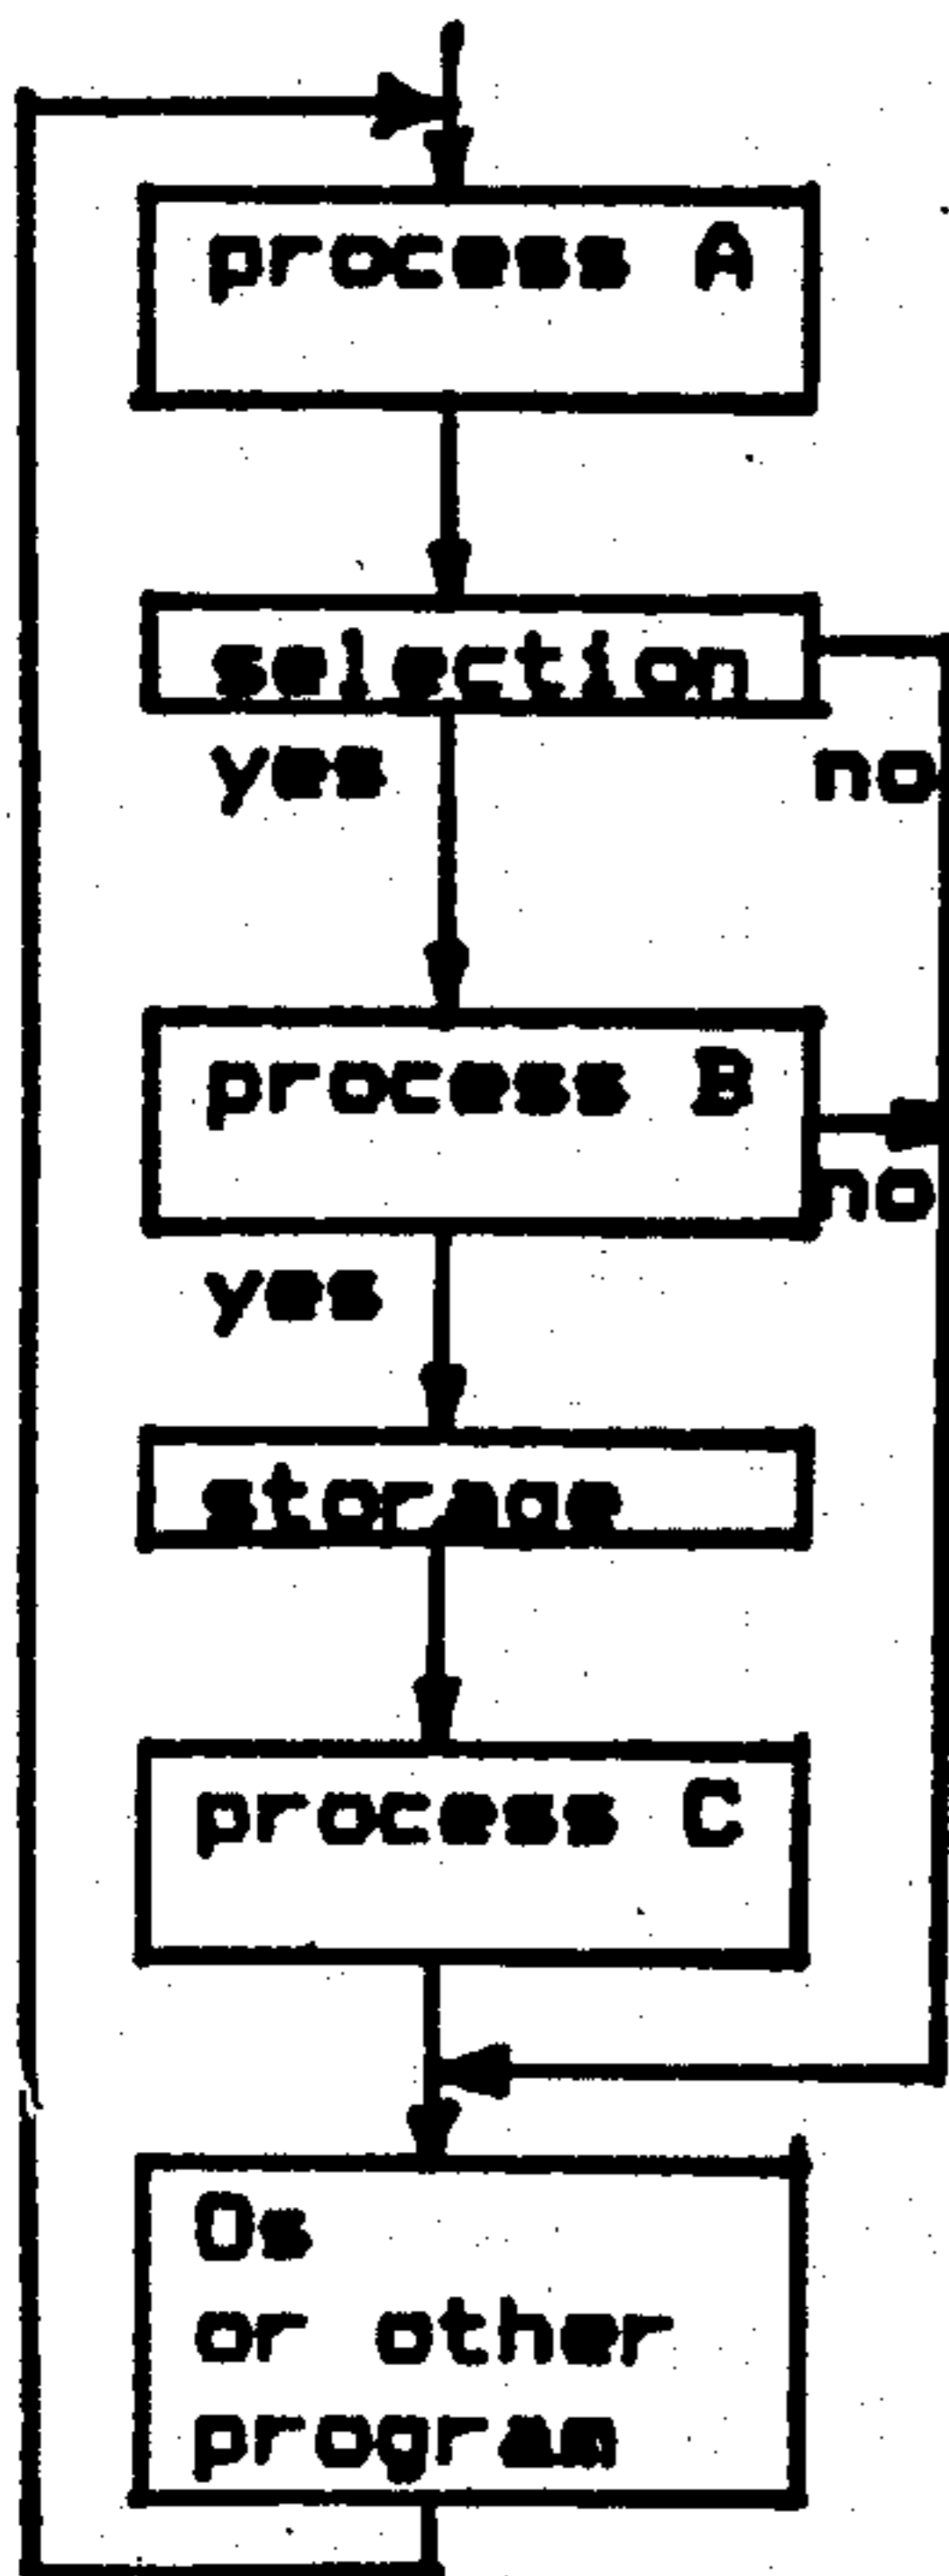 process A
selection
yes
no
process B
no
yes
storage
process C
Os
or other
program